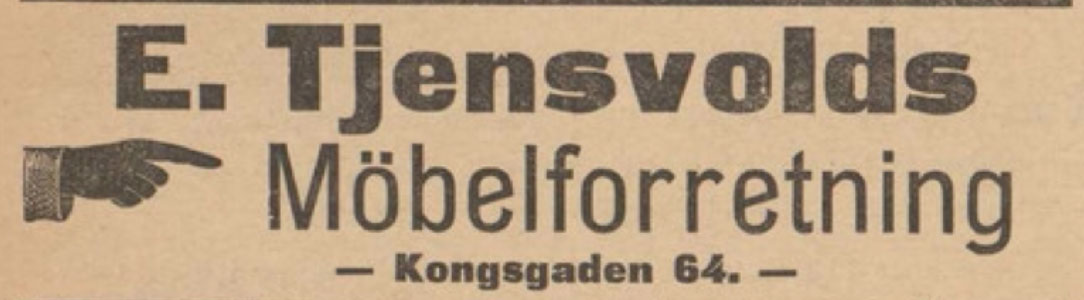 E. Tjensvolds
Möbelforretning
— Kongsgaden 64. —